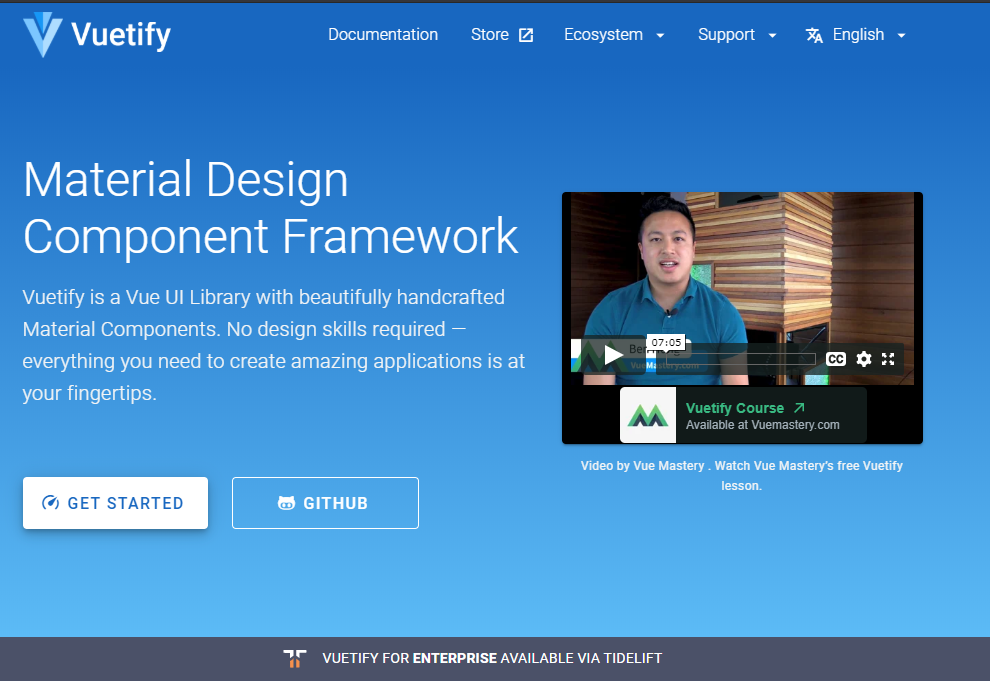 Vuetify
Documentation
Store
Ecosystem
Support
English
Material Design
Component Framework
Vuetify is a Vue UI Library with beautifully handcrafted
Material Components. No design skills required —
everything you need to create amazing applications is at
your fingertips.
GET STARTED
GITHUB
07:05
VueMastery.com
CC
Vuetify Course
Available at Vuemastery.com
Video by Vue Mastery . Watch Vue Mastery's free Vuetify
lesson.
VUETIFY FOR ENTERPRISE AVAILABLE VIA TIDELIFT